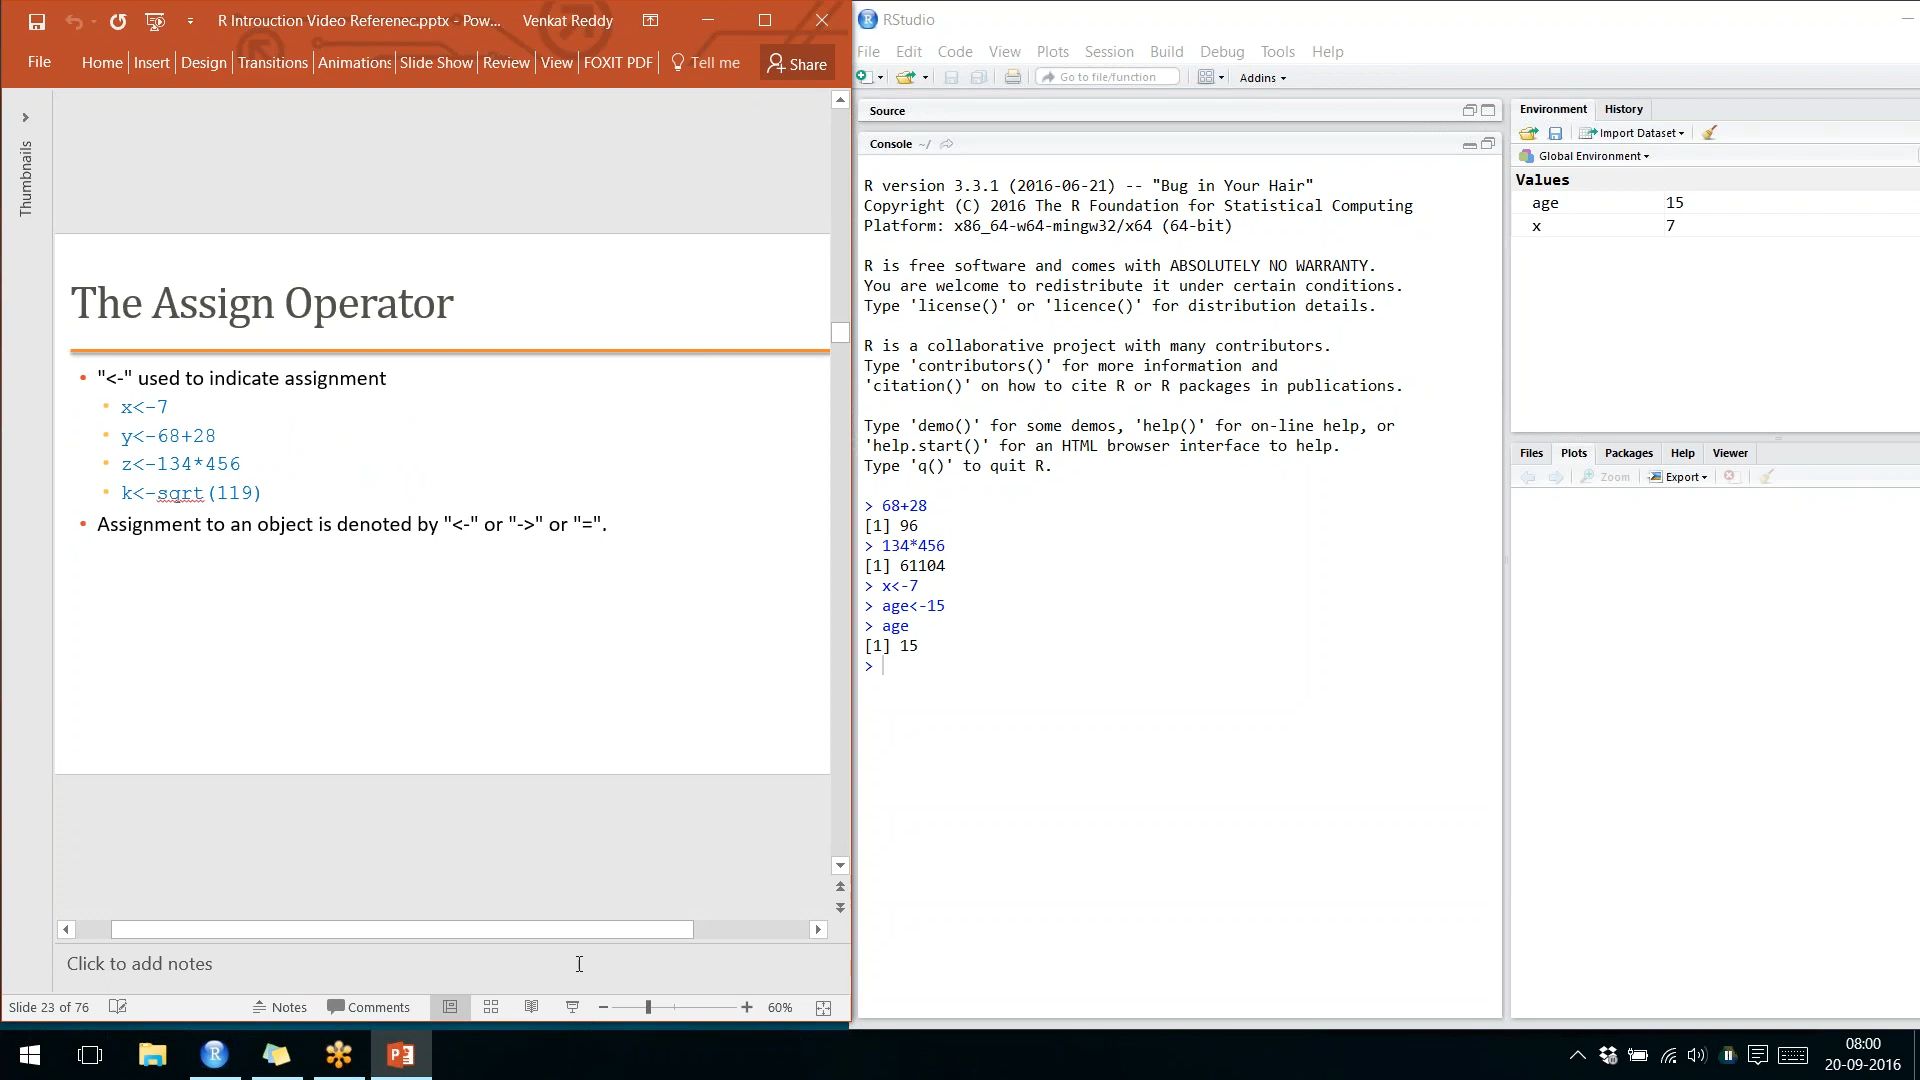 R Introuction Video Referenec.pptx - Pow...
Venkat Reddy
File
Home
Insert
Design
Transitions
Animations
Slide Show
Review
View
FOXIT PDF
Tell me
Share
Thumbnails
The Assign Operator
"<-" used to indicate assignment
x<-7
y<-68+28
z<-134*456
k<-sqrt(119)
Assignment to an object is denoted by "<-" or "->" or "=".
Click to add notes
Slide 23 of 76
Notes
Comments
60%
RStudio
File Edit Code View Plots Session Build Debug Tools Help
Go to file/function
Addins
Source
Console ~/
R version 3.3.1 (2016-06-21) -- "Bug in Your Hair"
Copyright (C) 2016 The R Foundation for Statistical Computing
Platform: x86_64-w64-mingw32/x64 (64-bit)
R is free software and comes with ABSOLUTELY NO WARRANTY.
You are welcome to redistribute it under certain conditions.
Type 'license()' or 'licence()' for distribution details.
R is a collaborative project with many contributors.
Type 'contributors()' for more information and
'citation()' on how to cite R or R packages in publications.
Type 'demo()' for some demos, 'help()' for on-line help, or
'help.start()' for an HTML browser interface to help.
Type 'q()' to quit R.
> 68+28
[1] 96
> 134*456
[1] 61104
> x<-7
> age<-15
> age
[1] 15
>
Environment History
Import Dataset
Global Environment
Values
age 15
x 7
Files Plots Packages Help Viewer
Zoom Export
08:00
20-09-2016